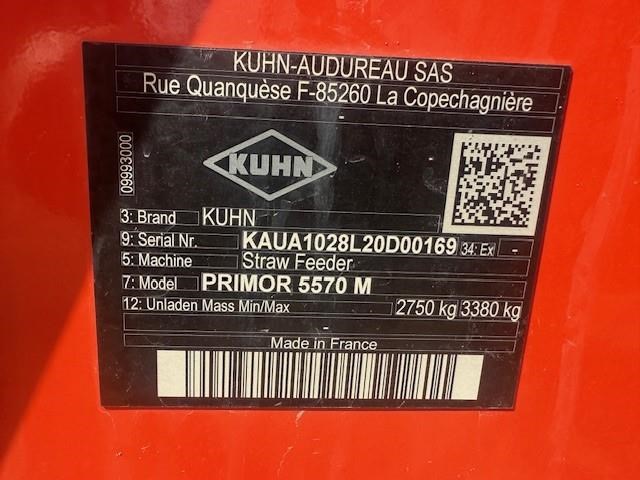 KUHN-AUDUREAU SAS
Rue Quanquèse F-85260 La Copechagnière
-
09993000
KUHN
3: Brand KUHN
9: Serial Nr. KAUA1028L20D00169 34: Ex -
5: Machine Straw Feeder
7: Model PRIMOR 5570 M
12: Unladen Mass Min/Max 2750 kg 3380 kg
-
Made in France